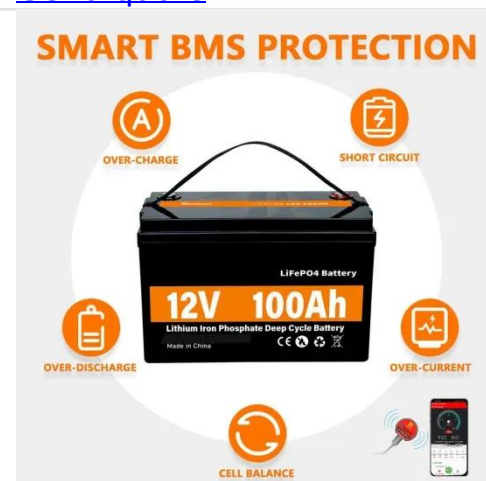 SMART BMS PROTECTION
OVER-CHARGE
SHORT CIRCUIT
LiFePO4 Battery
12V 100Ah
Lithium Iron Phosphate Deep Cycle Battery
Made in China
OVER-DISCHARGE
OVER-CURRENT
CELL BALANCE